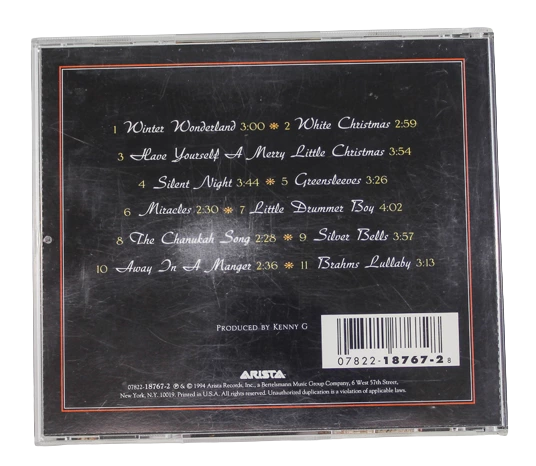 1 Winter Wonderland 3:00 ❋ 2 White Christmas 2:59
3 Have Yourself A Merry Little Christmas 3:54
4 Silent Night 3:44 ❋ 5 Greensleeves 3:26
6 Miracles 2:30 ❋ 7 Little Drummer Boy 4:02
8 The Chanukah Song 2:28 ❋ 9 Silver Bells 3:57
10 Away In A Manger 2:36 ❋ 11 Brahms Lullaby 3:13
Produced by Kenny G
07822-18767-2 8
ARISTA
07822-18767-2 ℗ & © 1994 Arista Records, Inc., a Bertelsmann Music Group Company, 6 West 57th Street,
New York, N.Y. 10019. Printed in U.S.A. All rights reserved. Unauthorized duplication is a violation of applicable laws.